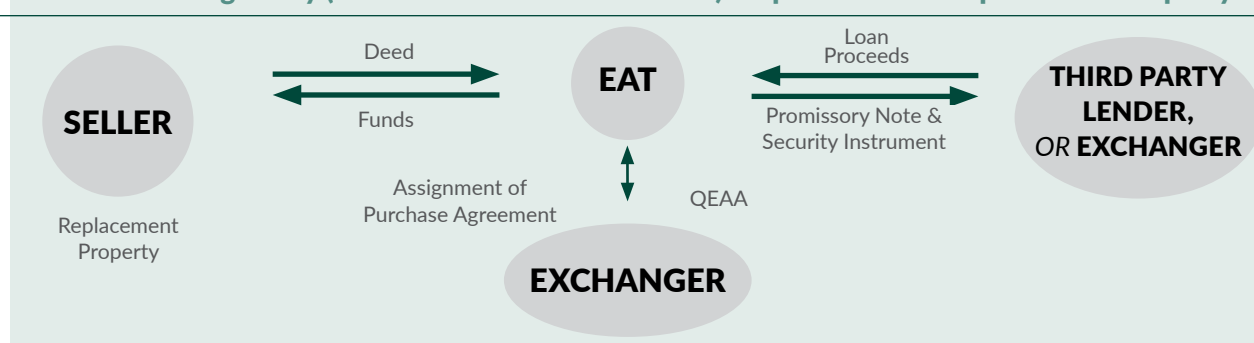 Deed
Funds
SELLER
Replacement
Property
EAT
Loan
Proceeds
Promissory Note &
Security Instrument
THIRD PARTY
LENDER,
OR EXCHANGER
Assignment of
Purchase Agreement
QEAA
EXCHANGER